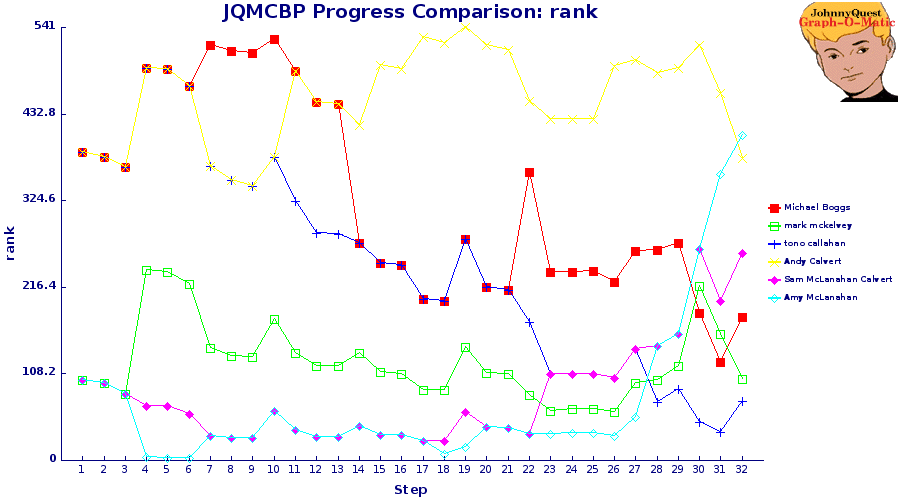 JQMCBP Progress Comparison: rank
JohnnyQuest
Graph-O-Matic
541
432.8
324.6
216.4
108.2
0
rank
1 2 3 4 5 6 7 8 9 10 11 12 13 14 15 16 17 18 19 20 21 22 23 24 25 26 27 28 29 30 31 32
Step
Michael Boggs
mark mckelvey
tono callahan
Andy Calvert
Sam McLanahan Calvert
Amy McLanahan